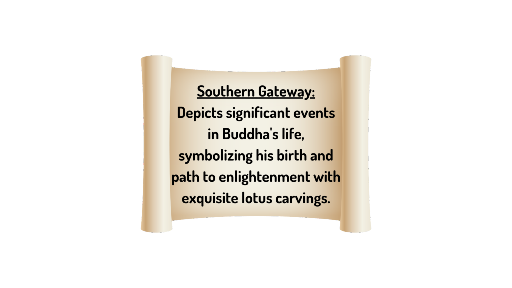 Southern Gateway:
Depicts significant events
in Buddha's life,
symbolizing his birth and
path to enlightenment with
exquisite lotus carvings.